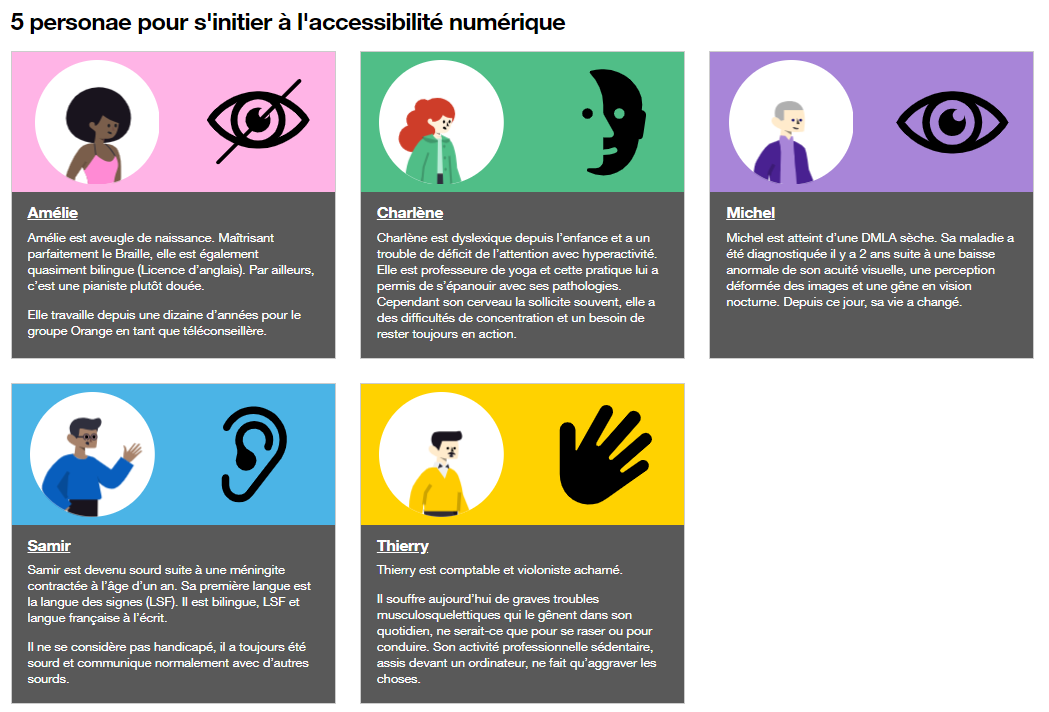 5 personae pour s'initier à l'accessibilité numérique
Amélie
Amélie est aveugle de naissance. Maîtrisant
parfaitement le Braille, elle est également
quasiment bilingue (Licence d'anglais). Par ailleurs,
c'est une pianiste plutôt douée.
Elle travaille depuis une dizaine d'années pour le
groupe Orange en tant que téléconseillère.
Charlène
Charlène est dyslexique depuis l'enfance et a un
trouble de déficit de l'attention avec hyperactivité.
Elle est professeure de yoga et cette pratique lui a
permis de s'épanouir avec ses pathologies.
Cependant son cerveau la sollicite souvent, elle a
des difficultés de concentration et un besoin de
rester toujours en action.
Michel
Michel est atteint d'une DMLA sèche. Sa maladie a
été diagnostiquée il y a 2 ans suite à une baisse
anormale de son acuité visuelle, une perception
déformée des images et une gêne en vision
nocturne. Depuis ce jour, sa vie a changé.
Samir
Samir est devenu sourd suite à une méningite
contractée à l'âge d'un an. Sa première langue est
la langue des signes (LSF). Il est bilingue, LSF et
langue française à l'écrit.
Il ne se considère pas handicapé, il a toujours été
sourd et communique normalement avec d'autres
sourds.
Thierry
Thierry est comptable et violoniste acharné.
Il souffre aujourd'hui de graves troubles
musculosquelettiques qui le gênent dans son
quotidien, ne serait-ce que pour se raser ou pour
conduire. Son activité professionnelle sédentaire,
assis devant un ordinateur, ne fait qu'aggraver les
choses.